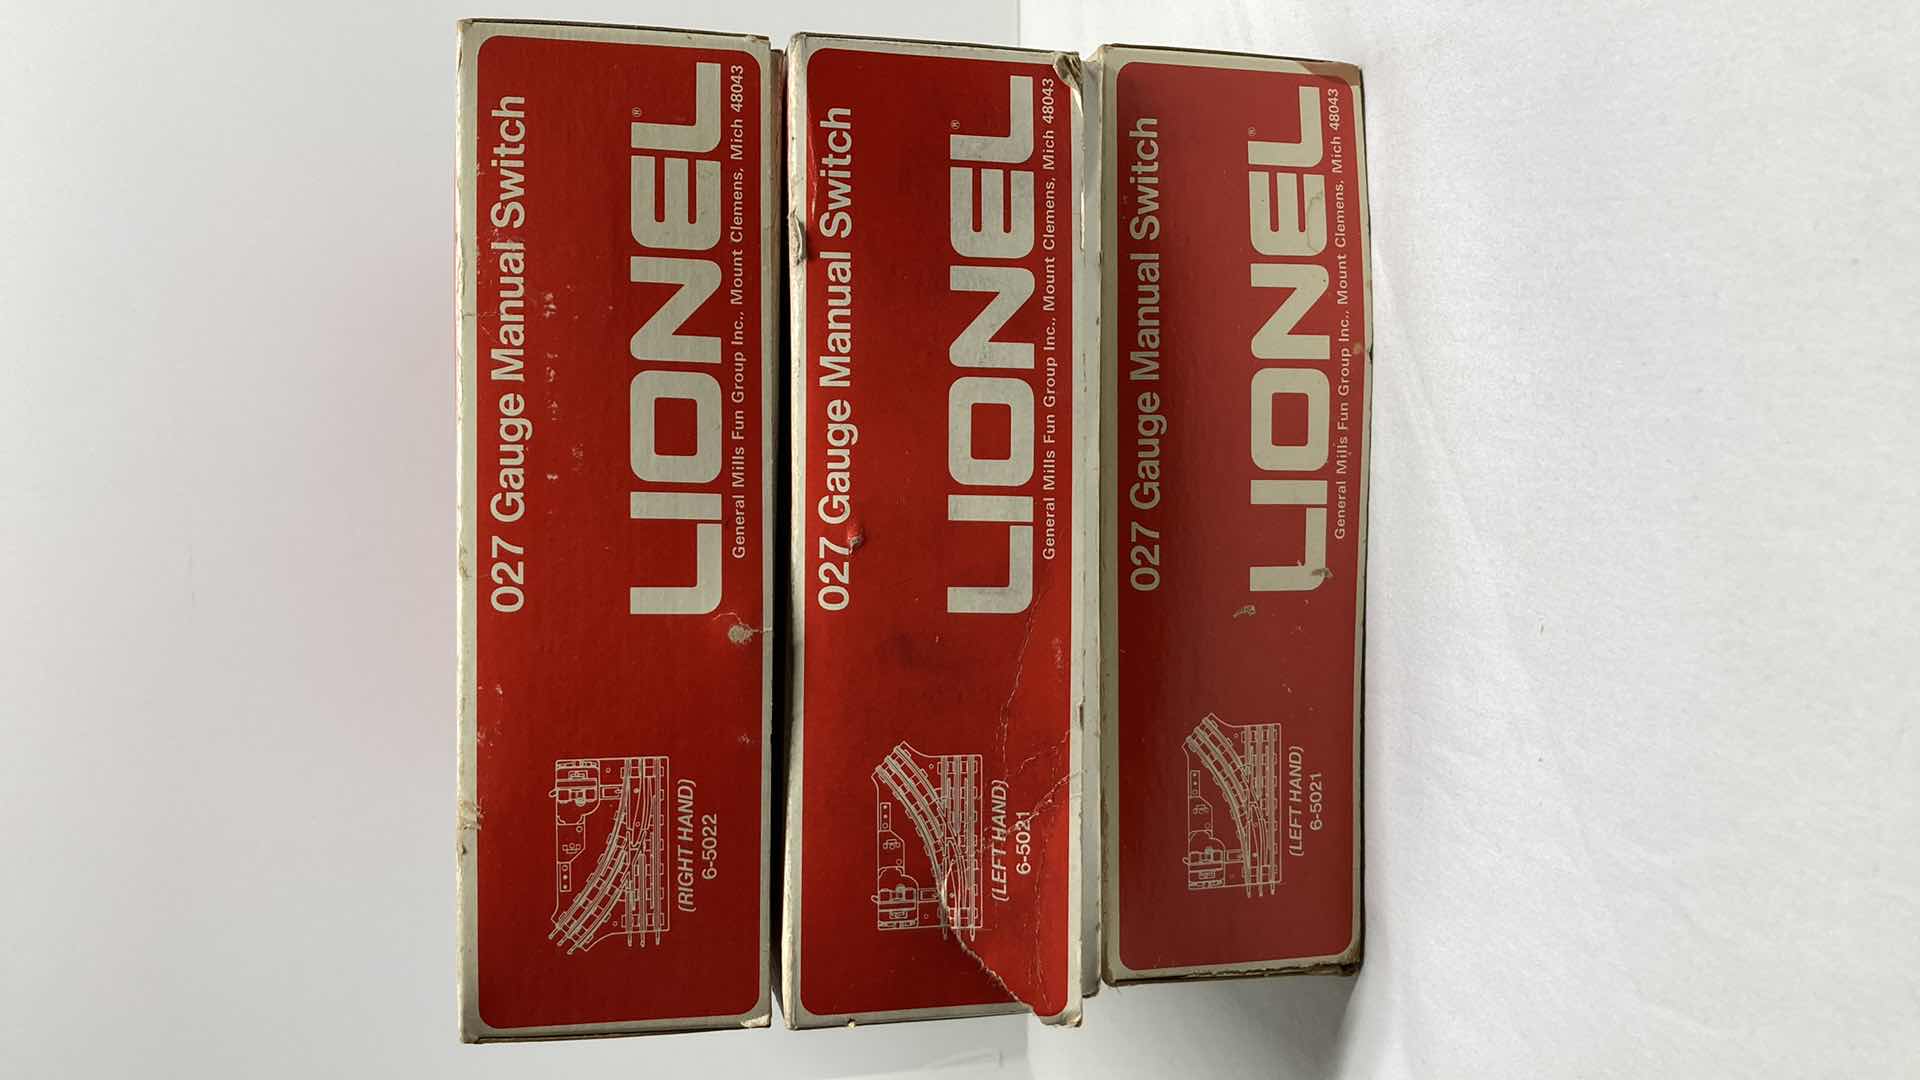 027 Gauge Manual Switch
LIONEL®
General Mills Fun Group Inc., Mount Clemens, Mich 48043
(RIGHT HAND)
6-5022
027 Gauge Manual Switch
LIONEL®
General Mills Fun Group Inc., Mount Clemens, Mich 48043
(LEFT HAND)
6-5021
027 Gauge Manual Switch
LIONEL®
General Mills Fun Group Inc., Mount Clemens, Mich 48043
(LEFT HAND)
6-5021